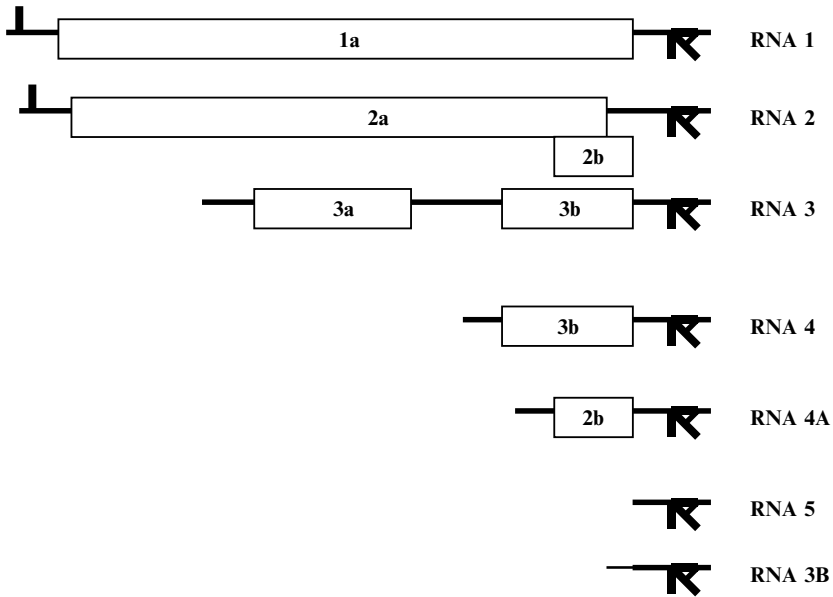 1a RNA 1
2a RNA 2
2b
3a 3b RNA 3
3b RNA 4
2b RNA 4A
RNA 5
RNA 3B